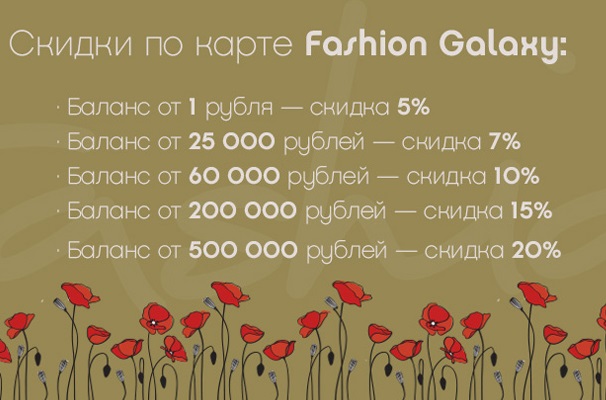 Скидки по карте Fashion Galaxy:
· Баланс от 1 рубля — скидка 5%
· Баланс от 25 000 рублей — скидка 7%
· Баланс от 60 000 рублей — скидка 10%
· Баланс от 200 000 рублей — скидка 15%
· Баланс от 500 000 рублей — скидка 20%